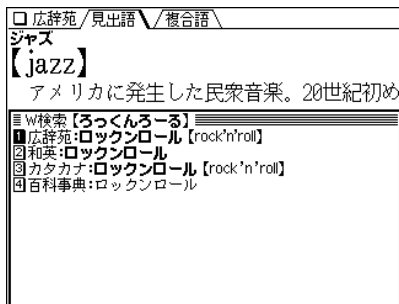 広辞苑 見出語 複合語
ジャズ
【jazz】
アメリカに発生した民衆音楽。20世紀初め
W検索【ろっくんろーる】
1広辞苑:ロックンロール【rock'n'roll】
2和英:ロックンロール
3カタカナ:ロックンロール【rock'n'roll】
4百科事典:ロックンロール